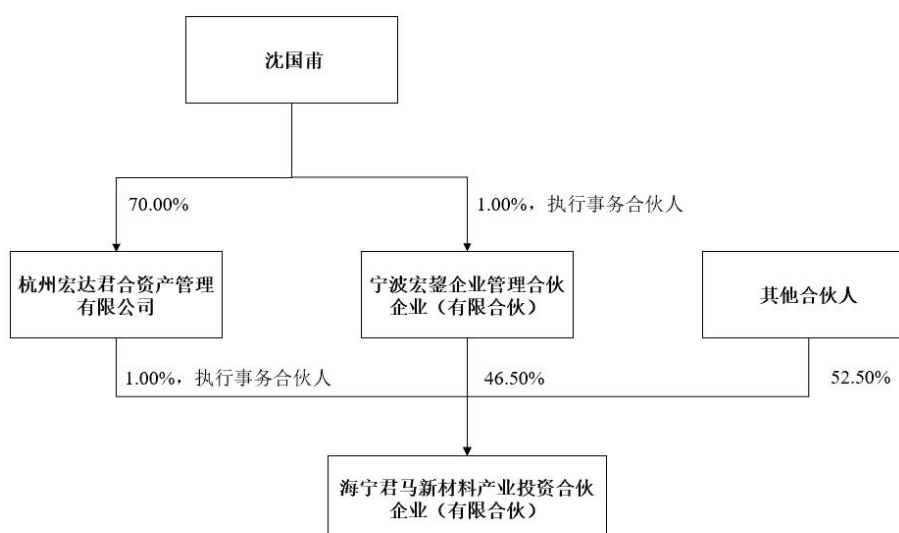 沈国甫
70.00%
1.00%，执行事务合伙人
杭州宏达君合资产管理
有限公司
宁波宏鋆企业管理合伙
企业（有限合伙）
其他合伙人
1.00%，执行事务合伙人
46.50%
52.50%
海宁君马新材料产业投资合伙
企业（有限合伙）